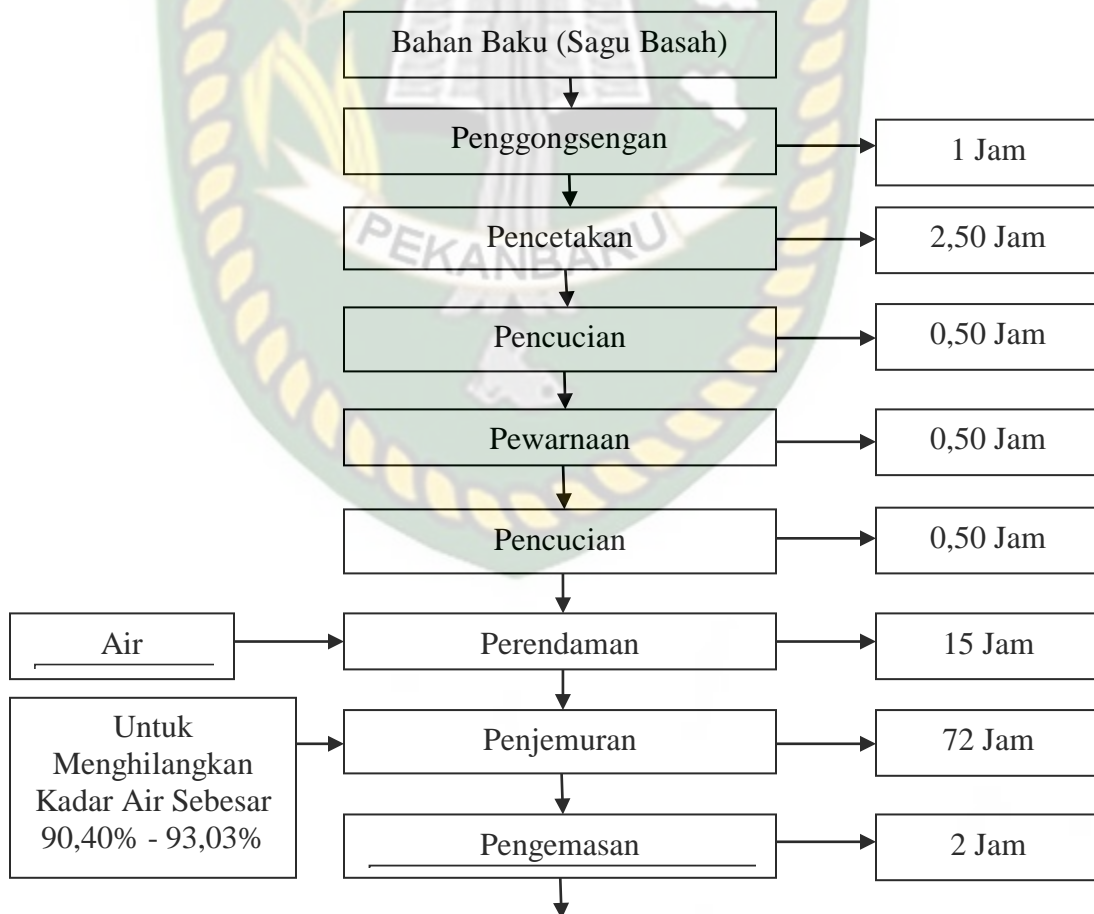 Bahan Baku (Sagu Basah)
Penggongsengan
1 Jam
Pencetakan
2,50 Jam
PEKANBARU
Pencucian
0,50 Jam
Pewarnaan
0,50 Jam
Pencucian
0,50 Jam
Air
Perendaman
15 Jam
Untuk
Menghilangkan
Kadar Air Sebesar
90,40% - 93,03%
Penjemuran
72 Jam
Pengemasan
2 Jam